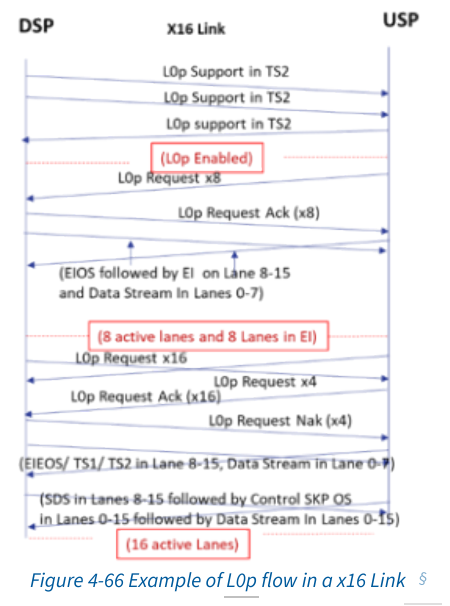 DSP
X16 Link
USP
L0p Support in TS2
L0p Support in TS2
L0p support in TS2
(L0p Enabled)
L0p Request x8
L0p Request Ack (x8)
(EIOS followed by EI on Lane 8-15
and Data Stream In Lanes 0-7)
(8 active lanes and 8 Lanes in EI)
L0p Request x16
L0p Request x4
L0p Request Ack (x16)
L0p Request Nak (x4)
(EIEOS/ TS1/ TS2 in Lane 8-15, Data Stream in Lane 0-7)
(SDS in Lanes 8-15 followed by Control SKP OS
in Lanes 0-15 followed by Data Stream In Lanes 0-15)
(16 active Lanes)
Figure 4-66 Example of L0p flow in a x16 Link §